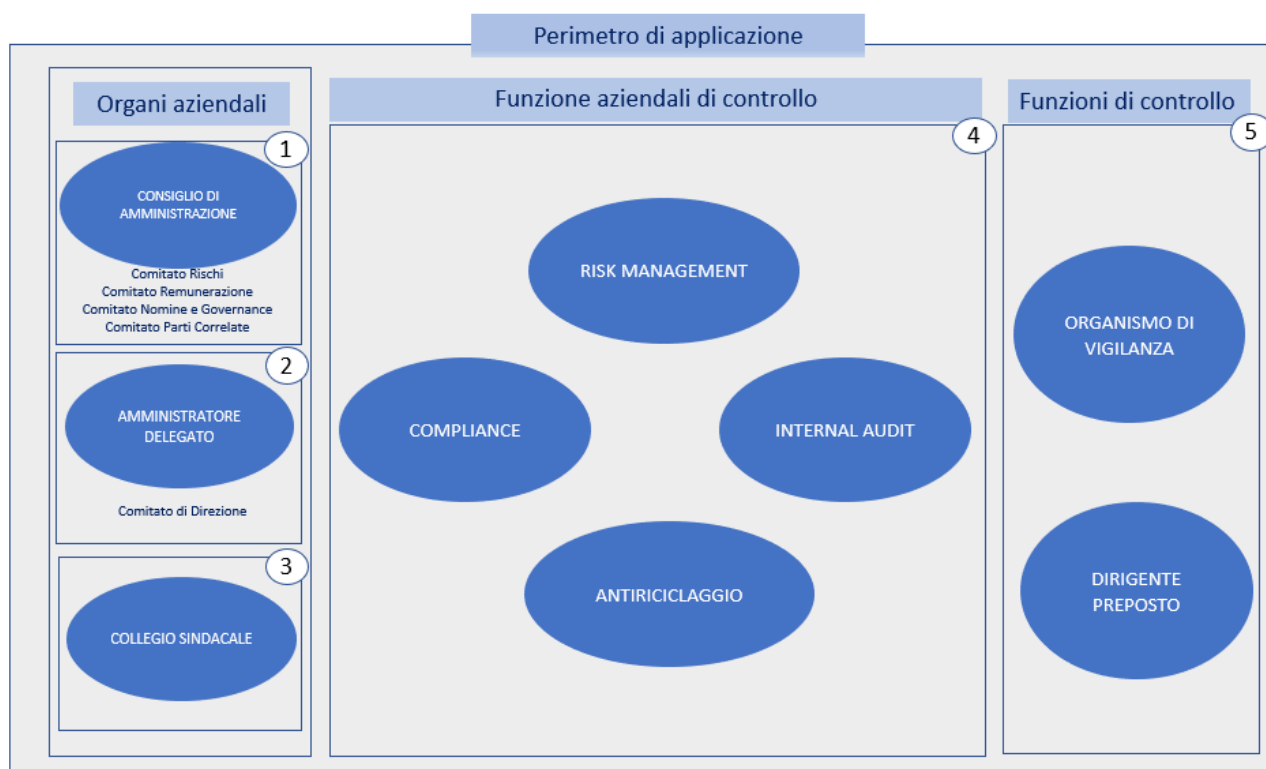 Perimetro di applicazione
Organi aziendali
1
CONSIGLIO DI
AMMINISTRAZIONE
Comitato Rischi
Comitato Remunerazione
Comitato Nomine e Governance
Comitato Parti Correlate
2
AMMINISTRATORE
DELEGATO
Comitato di Direzione
3
COLLEGIO SINDACALE
Funzione aziendali di controllo
4
RISK MANAGEMENT
COMPLIANCE
INTERNAL AUDIT
ANTIRICICLAGGIO
Funzioni di controllo
5
ORGANISMO DI
VIGILANZA
DIRIGENTE
PREPOSTO